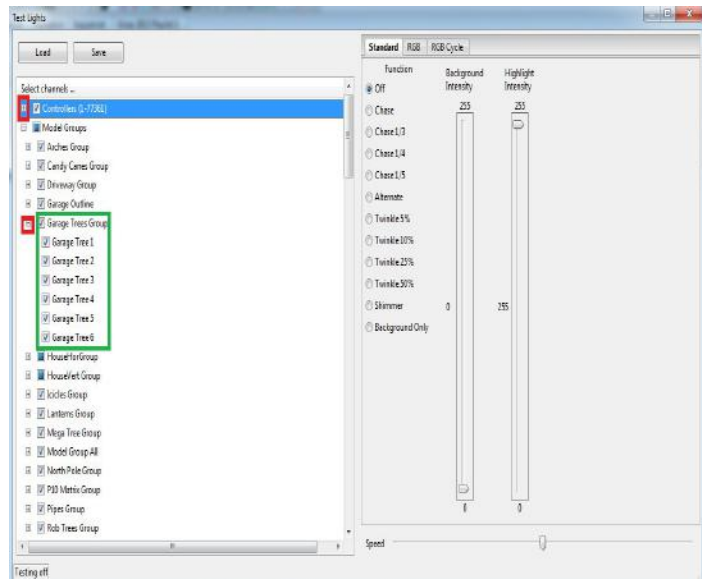 Test Lights
Load Save
Select channels ..
Controllers
Model Groups
Arches Group
Candy Canes Group
Driveway Group
Garage Outline
Garage Trees Group
Garage Tree 1
Garage Tree 2
Garage Tree 3
Garage Tree 4
Garage Tree 5
Garage Tree 6
HouseHorGroup
HouseVert Group
Icicles Group
Lanterns Group
Mega Tree Group
Model Group All
North Pole Group
P10 Matrix Group
Pipes Group
Rob Trees Group
Testing off
Standard RGB RGB Cycle
Function
Off
Chase
Chase 1/3
Chase 1/4
Chase 1/5
Alternate
Twinkle 5%
Twinkle 10%
Twinkle 25%
Twinkle 50%
Shimmer
Background Only
Background Intensity
255
0
0
Highlight Intensity
255
255
0
Speed